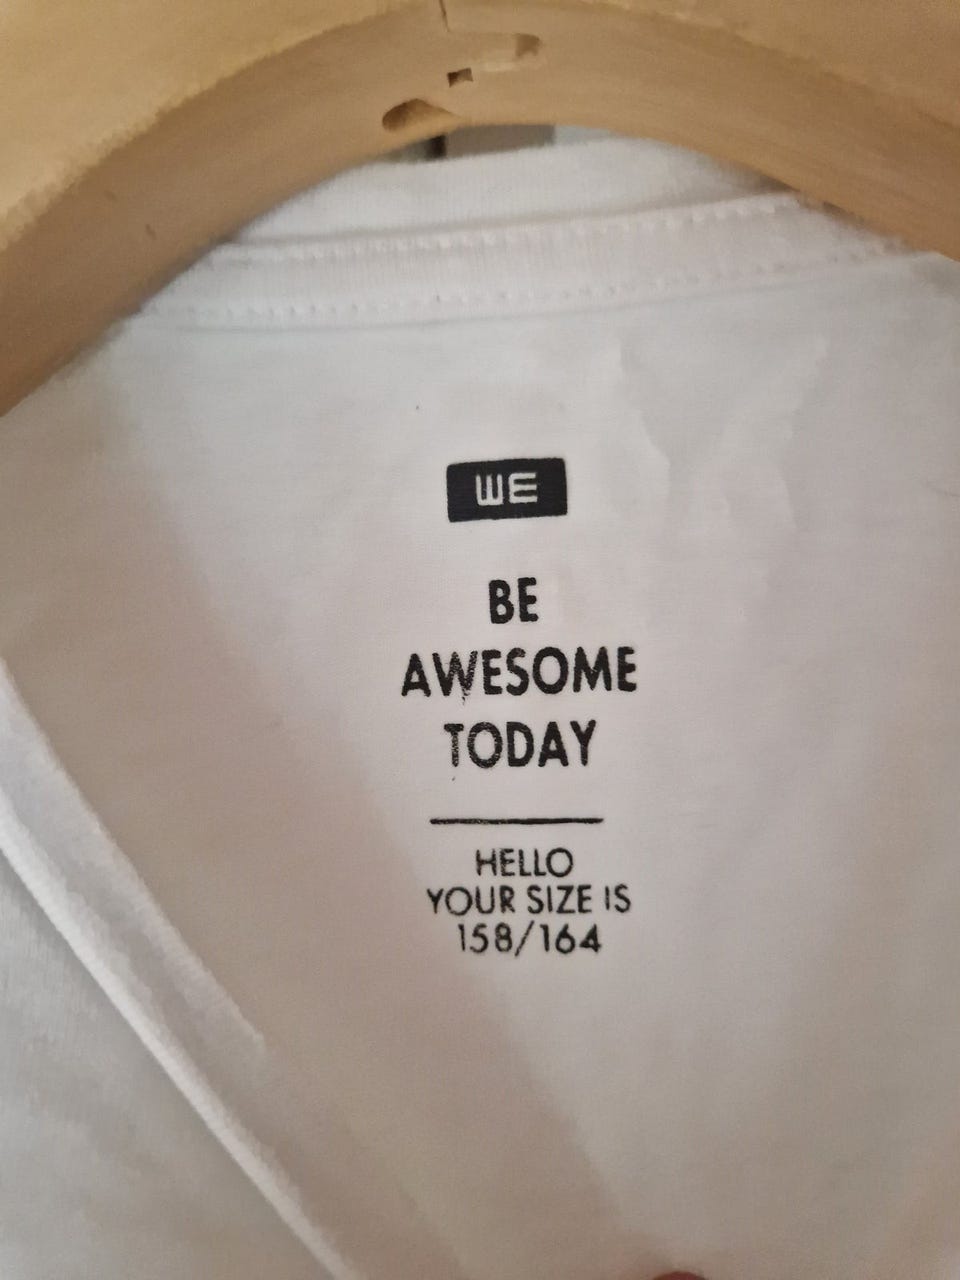 WE
BE
AWESOME
TODAY
HELLO
YOUR SIZE IS
158/164